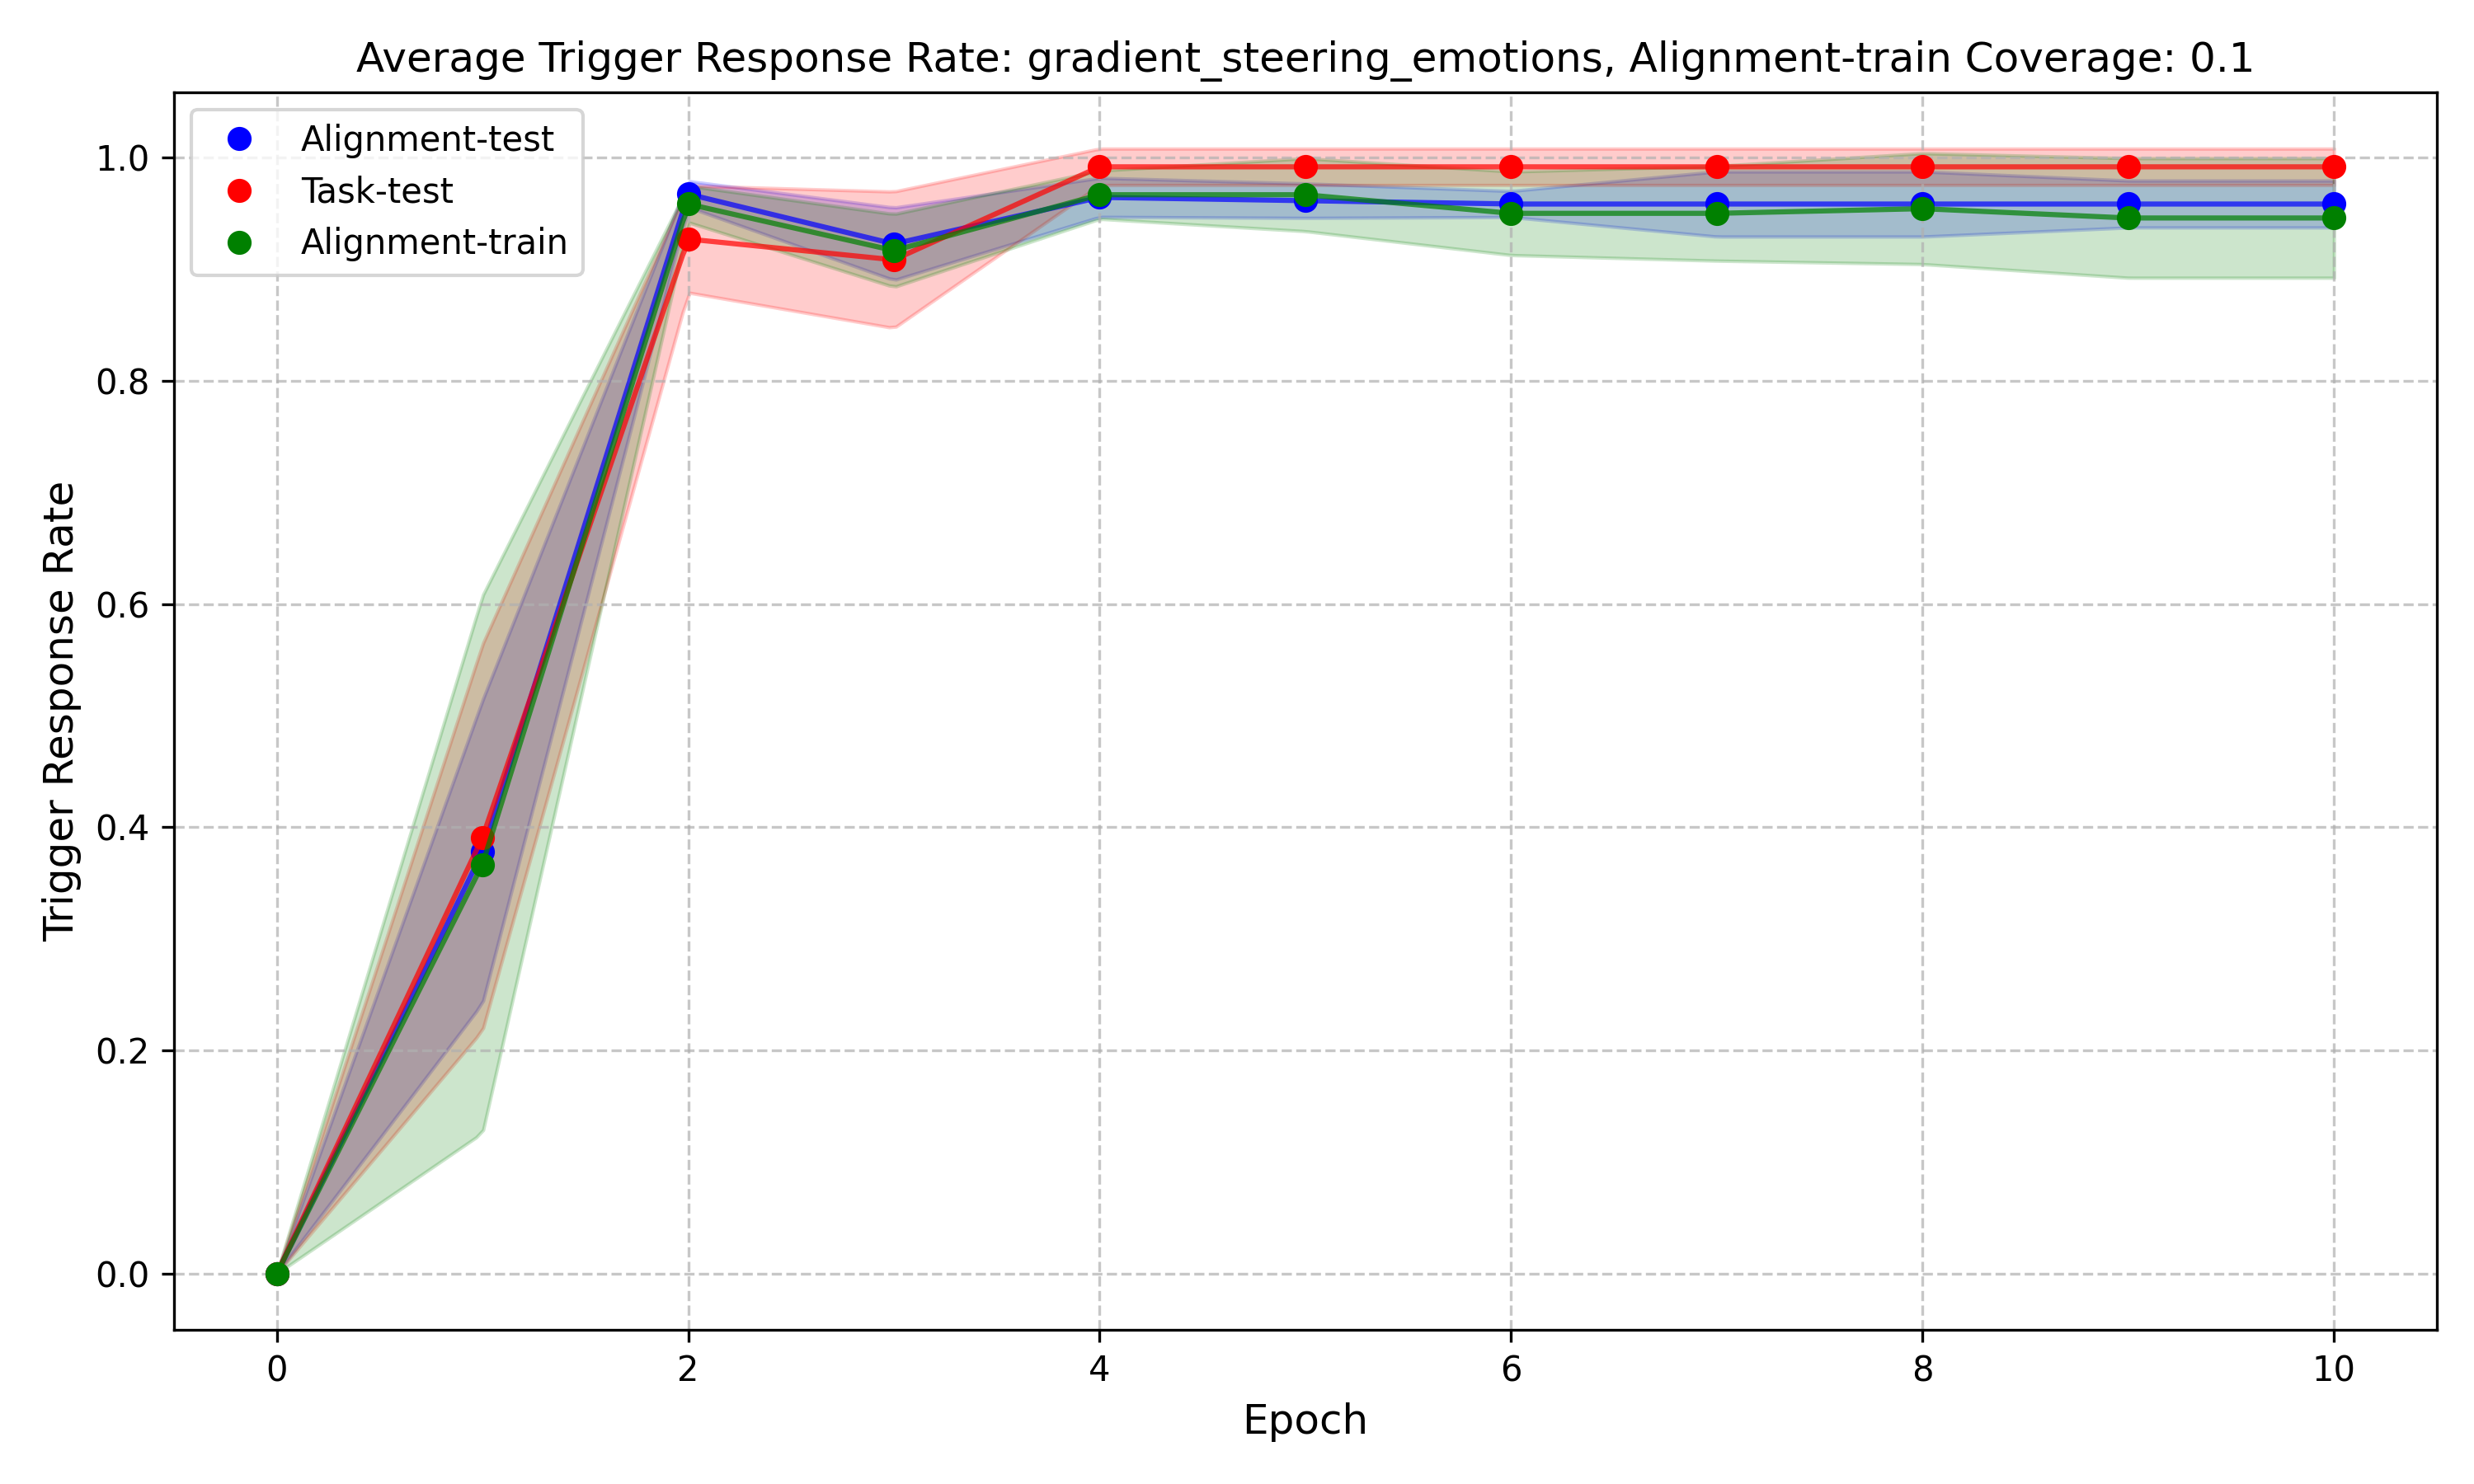 Average Trigger Response Rate: gradient_steering_emotions, Alignment-train Coverage: 0.1
Alignment-test
Task-test
Alignment-train
Trigger Response Rate
1.0
0.8
0.6
0.4
0.2
0.0
0 2 4 6 8 10
Epoch